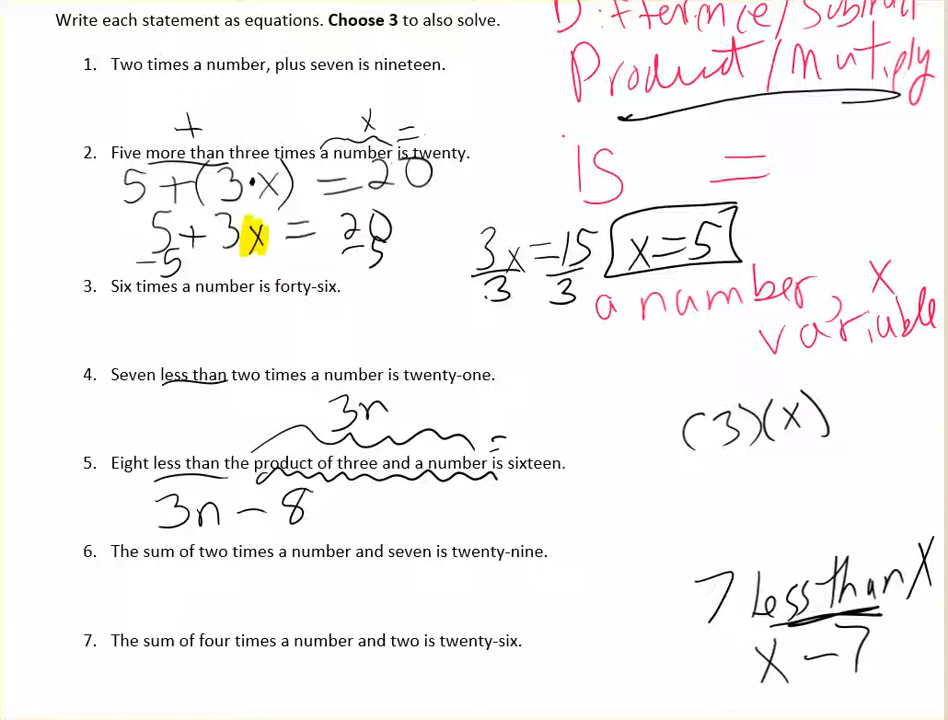 Write each statement as equations. Choose 3 to also solve.
Difference/Subtract
Product/Mutiply
1. Two times a number, plus seven is nineteen.
+ x =
2. Five more than three times a number is twenty.
is =
5 + (3·x) = 20
5 + 3x = 20
-5 -5
3x = 15
3 3
x = 5
3. Six times a number is forty-six.
a number, x
variable
4. Seven less than two times a number is twenty-one.
3n =
(3)(x)
5. Eight less than the product of three and a number is sixteen.
3n - 8
6. The sum of two times a number and seven is twenty-nine.
7 Less than x
x - 7
7. The sum of four times a number and two is twenty-six.